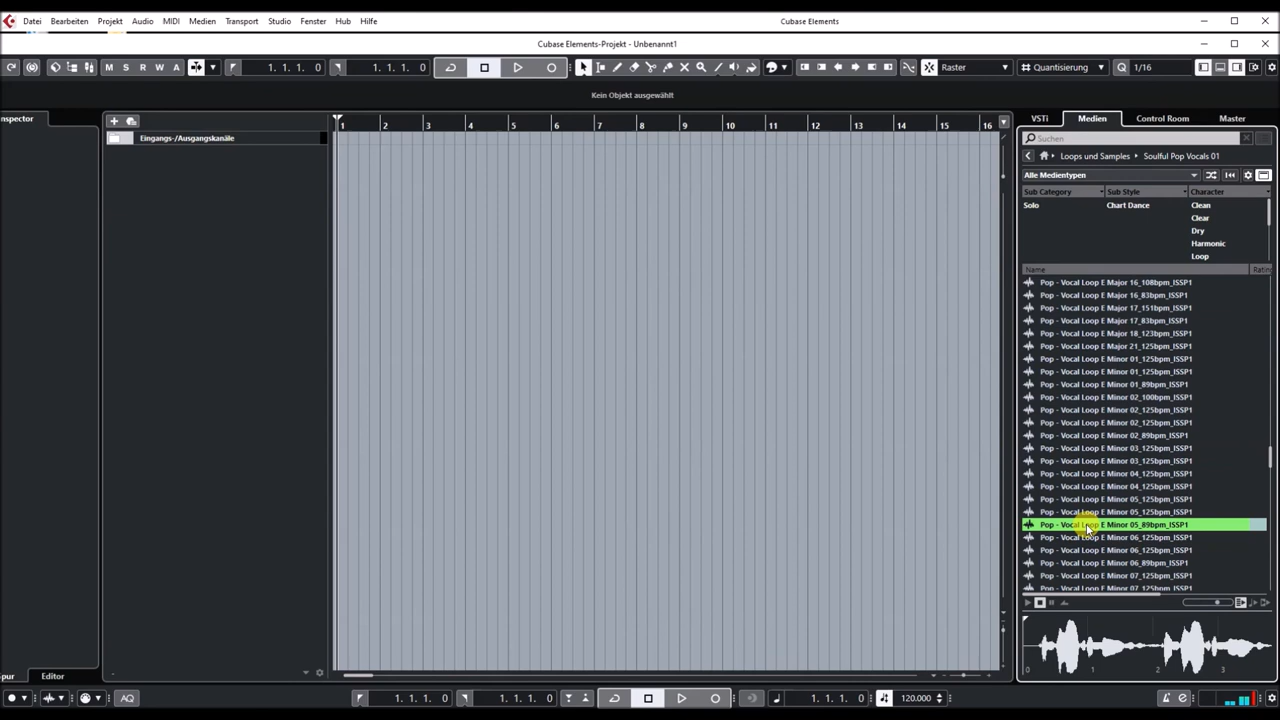 Datei Bearbeiten Projekt Audio MIDI Medien Transport Studio Fenster Hub Hilfe Cubase Elements
Cubase Elements-Projekt - Unbenannt1
M S R W A 1. 1. 1. 0 1. 1. 1. 0 Raster Quantisierung Q 1/16
Kein Objekt ausgewählt
nspector
Eingangs-/Ausgangskanäle
1 2 3 4 5 6 7 8 9 10 11 12 13 14 15 16
VSTi Medien Control Room Master
Suchen
Loops und Samples Soulful Pop Vocals 01
Alle Medientypen
Sub Category Sub Style Character
Solo Chart Dance Clean
Clear
Dry
Harmonic
Loop
Name Rating
Pop - Vocal Loop E Major 16_108bpm_ISSP1
Pop - Vocal Loop E Major 16_83bpm_ISSP1
Pop - Vocal Loop E Major 17_151bpm_ISSP1
Pop - Vocal Loop E Major 17_83bpm_ISSP1
Pop - Vocal Loop E Major 18_123bpm_ISSP1
Pop - Vocal Loop E Major 21_125bpm_ISSP1
Pop - Vocal Loop E Minor 01_125bpm_ISSP1
Pop - Vocal Loop E Minor 01_125bpm_ISSP1
Pop - Vocal Loop E Minor 01_89bpm_ISSP1
Pop - Vocal Loop E Minor 02_100bpm_ISSP1
Pop - Vocal Loop E Minor 02_125bpm_ISSP1
Pop - Vocal Loop E Minor 02_125bpm_ISSP1
Pop - Vocal Loop E Minor 02_89bpm_ISSP1
Pop - Vocal Loop E Minor 03_125bpm_ISSP1
Pop - Vocal Loop E Minor 03_125bpm_ISSP1
Pop - Vocal Loop E Minor 04_125bpm_ISSP1
Pop - Vocal Loop E Minor 04_125bpm_ISSP1
Pop - Vocal Loop E Minor 05_125bpm_ISSP1
Pop - Vocal Loop E Minor 05_125bpm_ISSP1
Pop - Vocal Loop E Minor 05_89bpm_ISSP1
Pop - Vocal Loop E Minor 06_125bpm_ISSP1
Pop - Vocal Loop E Minor 06_125bpm_ISSP1
Pop - Vocal Loop E Minor 06_89bpm_ISSP1
Pop - Vocal Loop E Minor 07_125bpm_ISSP1
Pop - Vocal Loop E Minor 07_125bpm_ISSP1
0 1 2 3
Spur Editor
AQ 1. 1. 1. 0 1. 1. 1. 0 1. 1. 1. 0 120.000